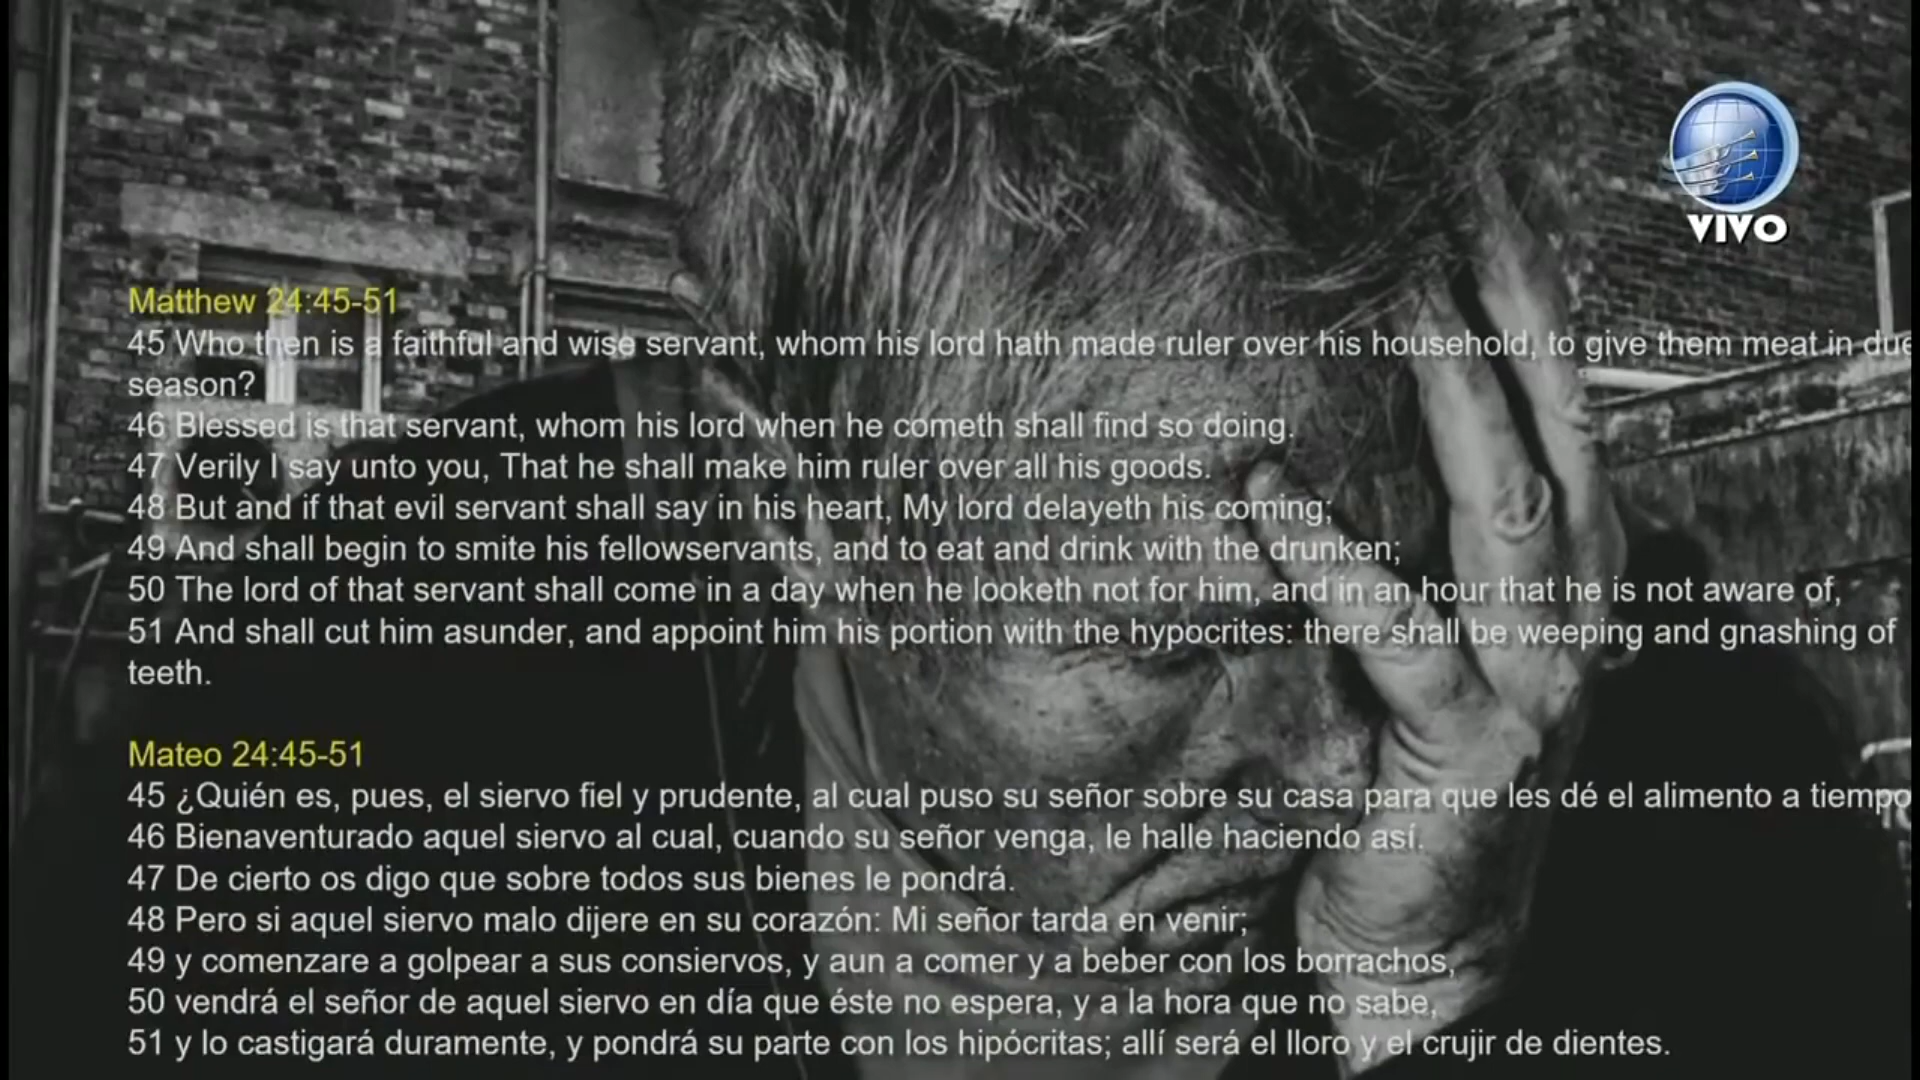 VIVO
Matthew 24:45-51
45 Who then is a faithful and wise servant, whom his lord hath made ruler over his household, to give them meat in due
season?
46 Blessed is that servant, whom his lord when he cometh shall find so doing.
47 Verily I say unto you, That he shall make him ruler over all his goods.
48 But and if that evil servant shall say in his heart, My lord delayeth his coming;
49 And shall begin to smite his fellowservants, and to eat and drink with the drunken;
50 The lord of that servant shall come in a day when he looketh not for him, and in an hour that he is not aware of,
51 And shall cut him asunder, and appoint him his portion with the hypocrites: there shall be weeping and gnashing of
teeth.
Mateo 24:45-51
45 ¿Quién es, pues, el siervo fiel y prudente, al cual puso su señor sobre su casa para que les dé el alimento a tiempo
46 Bienaventurado aquel siervo al cual, cuando su señor venga, le halle haciendo así.
47 De cierto os digo que sobre todos sus bienes le pondrá.
48 Pero si aquel siervo malo dijere en su corazón: Mi señor tarda en venir;
49 y comenzare a golpear a sus consiervos, y aun a comer y a beber con los borrachos,
50 vendrá el señor de aquel siervo en día que éste no espera, y a la hora que no sabe,
51 y lo castigará duramente, y pondrá su parte con los hipócritas; allí será el lloro y el crujir de dientes.